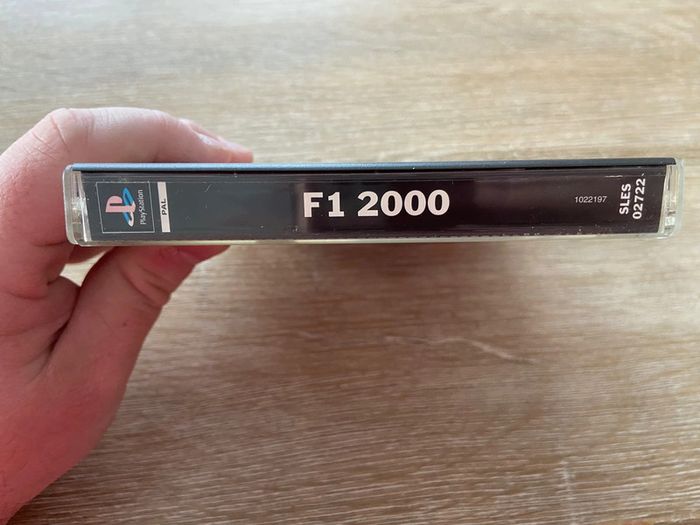 PlayStation
PAL
F1 2000
1022197
SLES
02722